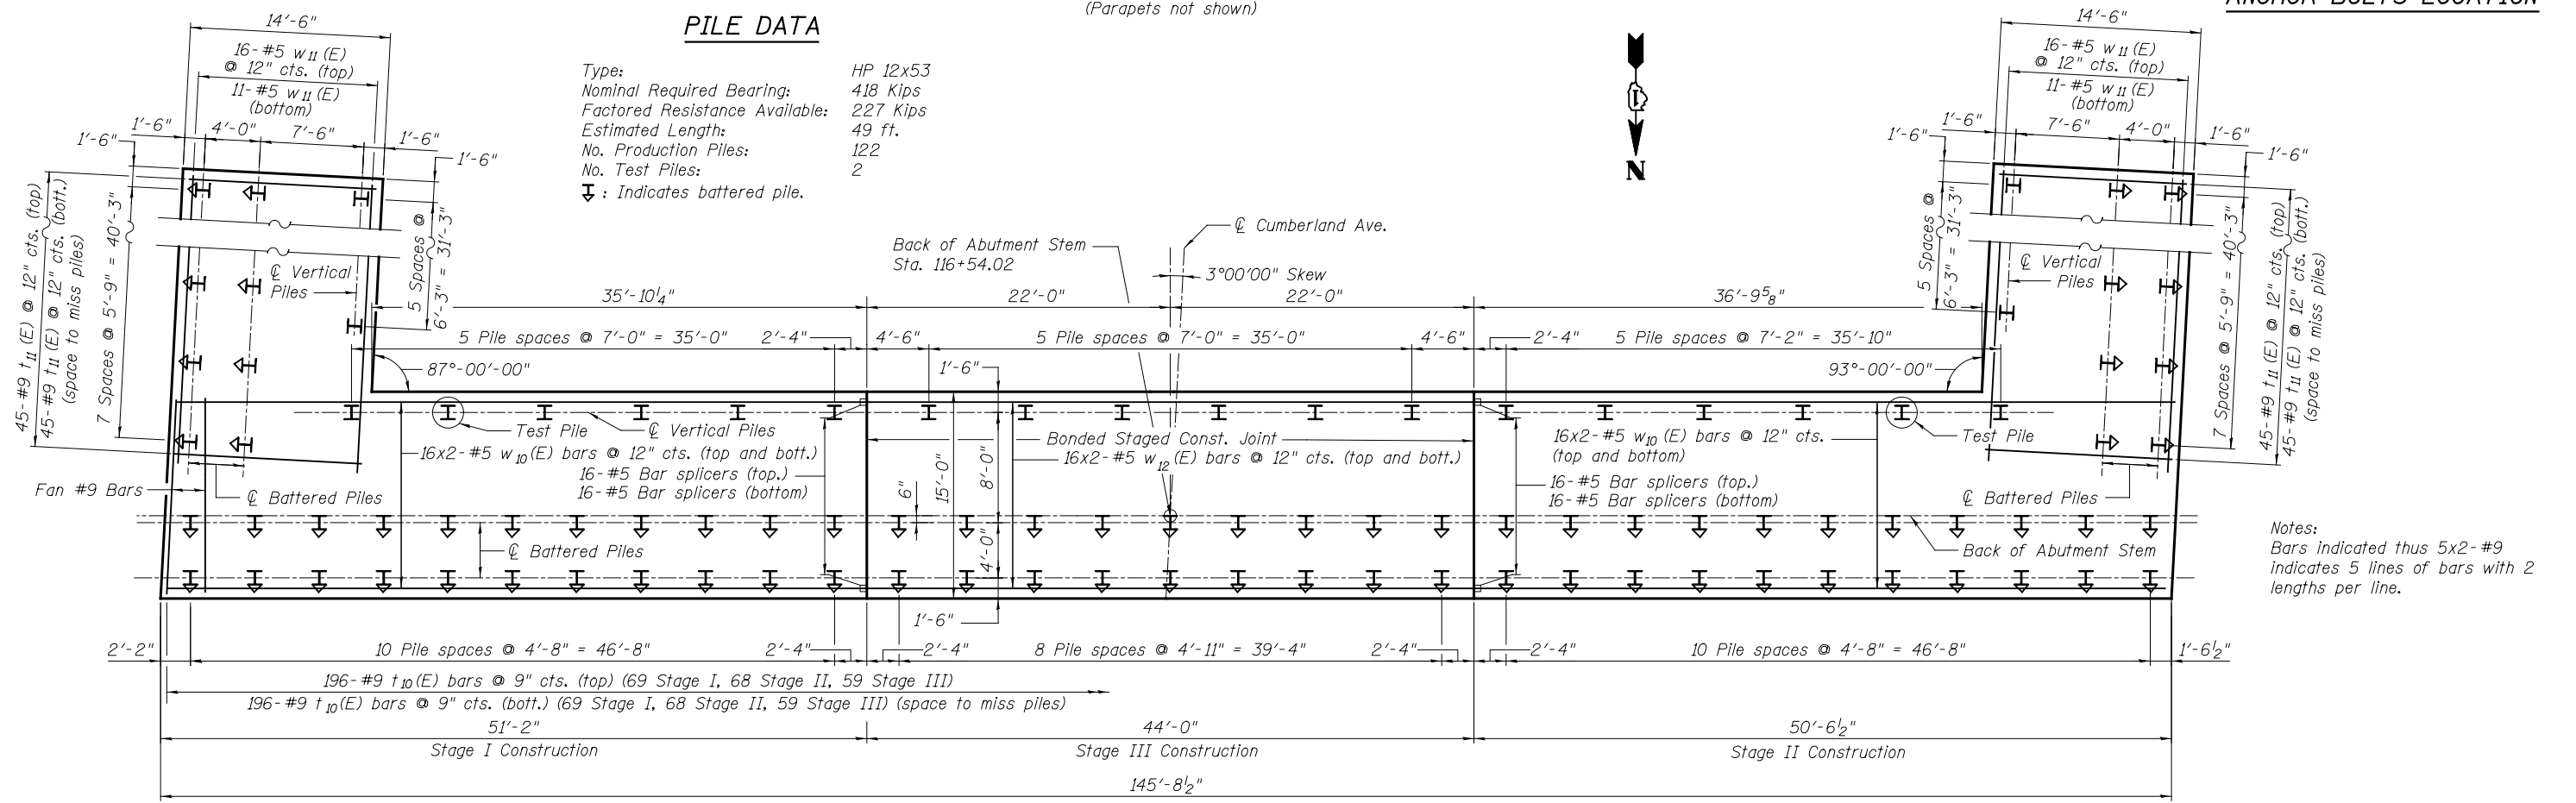 (Parapets not shown)
ANCHOR BOLTS LOCATION
PILE DATA
Type: HP 12x53
Nominal Required Bearing: 418 Kips
Factored Resistance Available: 227 Kips
Estimated Length: 49 ft.
No. Production Piles: 122
No. Test Piles: 2
: Indicates battered pile.
14'-6"
16-#5 w11(E)
@ 12" cts. (top)
11-#5 w11(E)
(bottom)
1'-6"
4'-0"
7'-6"
1'-6"
1'-6"
1'-6"
45-#9 t11(E) @ 12" cts. (top)
45-#9 t11(E) @ 12" cts. (bott.)
(space to miss piles)
7 Spaces @ 5'-9" = 40'-3"
5 Spaces @
6'-3" = 31'-3"
℄ Vertical
Piles
N
14'-6"
16-#5 w11(E)
@ 12" cts. (top)
11-#5 w11(E)
(bottom)
1'-6"
7'-6"
4'-0"
1'-6"
1'-6"
1'-6"
5 Spaces @
6'-3" = 31'-3"
℄ Vertical
Piles
7 Spaces @ 5'-9" = 40'-3"
45-#9 t11(E) @ 12" cts. (top)
45-#9 t11(E) @ 12" cts. (bott.)
(space to miss piles)
℄ Cumberland Ave.
Back of Abutment Stem
Sta. 116+54.02
3°00'00" Skew
35'-10 1/4"
22'-0"
22'-0"
36'-9 5/8"
5 Pile spaces @ 7'-0" = 35'-0"
2'-4"
4'-6"
5 Pile spaces @ 7'-0" = 35'-0"
4'-6"
2'-4"
5 Pile spaces @ 7'-2" = 35'-10"
87°-00'-00"
1'-6"
93°-00'-00"
Test Pile
℄ Vertical Piles
16x2-#5 w10(E) bars @ 12" cts. (top and bott.)
16-#5 Bar splicers (top.)
16-#5 Bar splicers (bottom)
Bonded Staged Const. Joint
16x2-#5 w12(E) bars @ 12" cts. (top and bott.)
16x2-#5 w10(E) bars @ 12" cts.
(top and bottom)
16-#5 Bar splicers (top.)
16-#5 Bar splicers (bottom)
Test Pile
Fan #9 Bars
℄ Battered Piles
6"
15'-0"
8'-0"
4'-0"
℄ Battered Piles
℄ Battered Piles
Back of Abutment Stem
Notes:
Bars indicated thus 5x2-#9
indicates 5 lines of bars with 2
lengths per line.
1'-6"
2'-2"
10 Pile spaces @ 4'-8" = 46'-8"
2'-4"
2'-4"
8 Pile spaces @ 4'-11" = 39'-4"
2'-4"
2'-4"
10 Pile spaces @ 4'-8" = 46'-8"
1'-6 1/2"
196-#9 t10(E) bars @ 9" cts. (top) (69 Stage I, 68 Stage II, 59 Stage III)
196-#9 t10(E) bars @ 9" cts. (bott.) (69 Stage I, 68 Stage II, 59 Stage III) (space to miss piles)
51'-2"
44'-0"
50'-6 1/2"
Stage I Construction
Stage III Construction
Stage II Construction
145'-8 1/2"